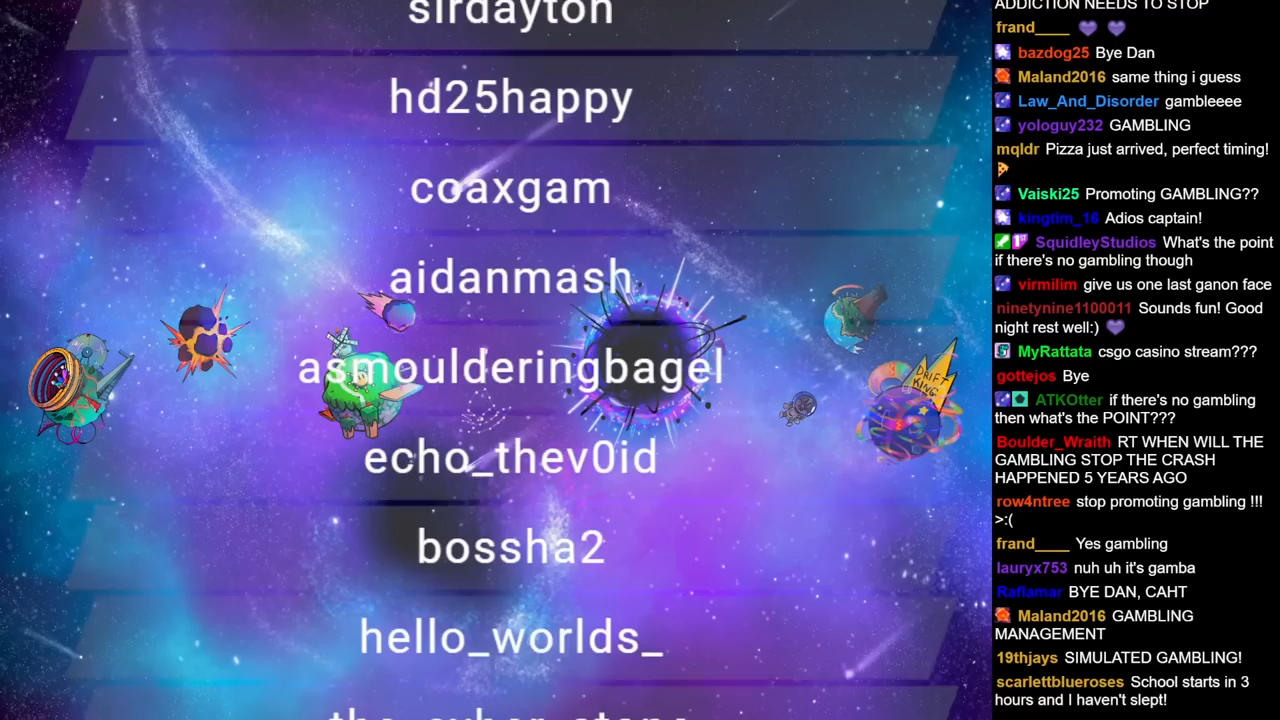 sirdayton
hd25happy
coaxgam
aidanmash
asmoulderingbagel
echo_thev0id
bossha2
hello_worlds_
DRIFT
KING
ADDICTION NEEDS TO STOP
frand____
bazdog25 Bye Dan
Maland2016 same thing i guess
Law_And_Disorder gambleeee
yologuy232 GAMBLING
mqldr Pizza just arrived, perfect timing!
Vaiski25 Promoting GAMBLING??
kingtim_16 Adios captain!
SquidleyStudios What's the point
if there's no gambling though
virmilim give us one last ganon face
ninetynine1100011 Sounds fun! Good
night rest well:)
MyRattata csgo casino stream???
gottejos Bye
ATKOtter if there's no gambling
then what's the POINT???
Boulder_Wraith RT WHEN WILL THE
GAMBLING STOP THE CRASH
HAPPENED 5 YEARS AGO
row4ntree stop promoting gambling !!!
>:(
frand____ Yes gambling
lauryx753 nuh uh it's gamba
Raflamar BYE DAN, CAHT
Maland2016 GAMBLING
MANAGEMENT
19thjays SIMULATED GAMBLING!
scarlettblueroses School starts in 3
hours and I haven't slept!